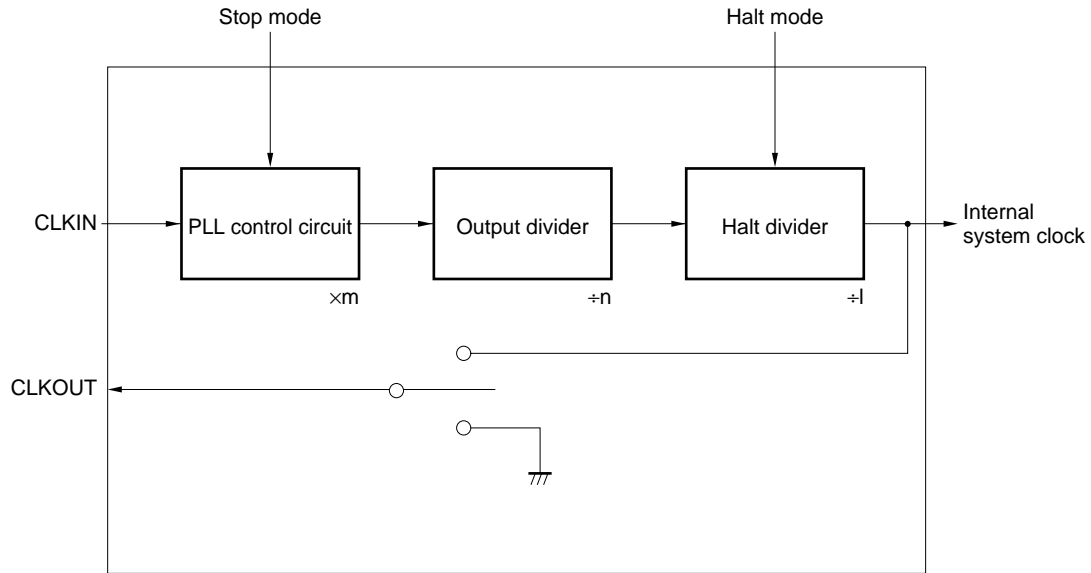 Stop mode
Halt mode
CLKIN
PLL control circuit
Output divider
Halt divider
Internal
system clock
×m
÷n
÷l
CLKOUT